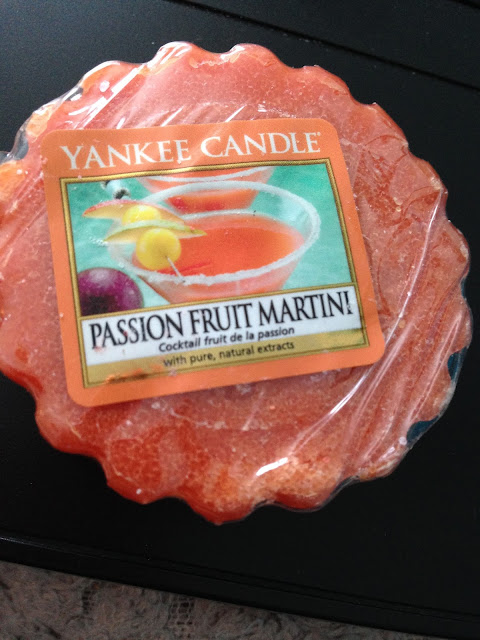 YANKEE CANDLE®
PASSION FRUIT MARTINI
Cocktail fruit de la passion
with pure, natural extracts